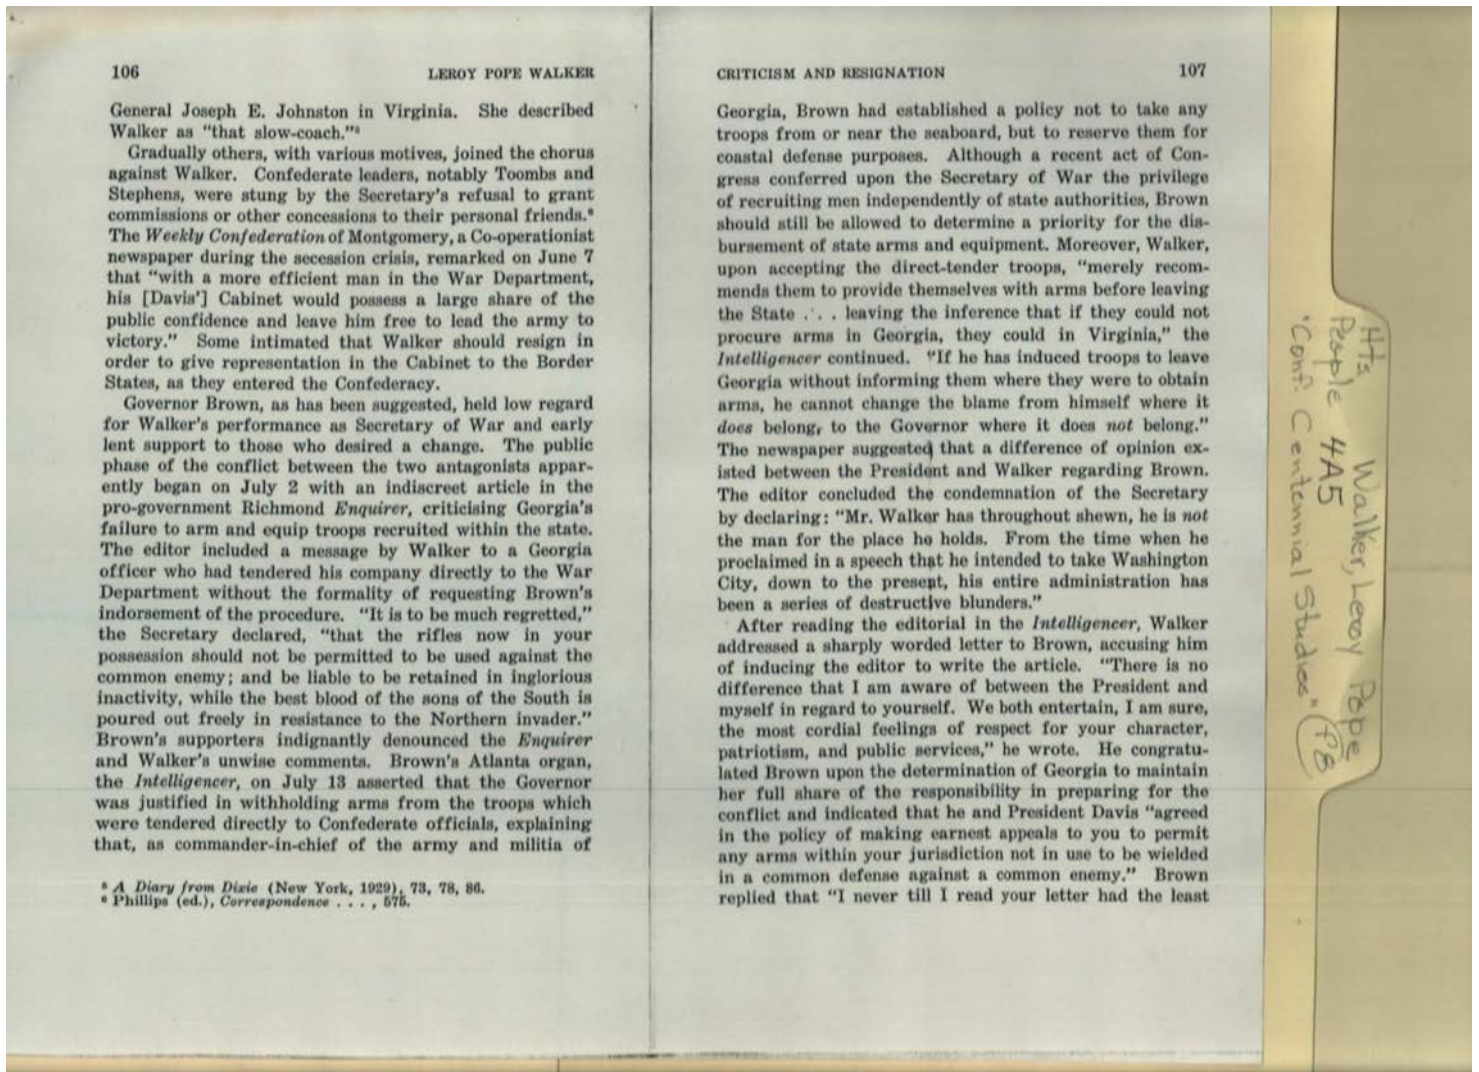 106 LEROY POPE WALKER
General Joseph E. Johnston in Virginia. She described
Walker as "that slow-coach."⁸
Gradually others, with various motives, joined the chorus
against Walker. Confederate leaders, notably Toombs and
Stephens, were stung by the Secretary's refusal to grant
commissions or other concessions to their personal friends.⁹
The Weekly Confederation of Montgomery, a Co-operationist
newspaper during the secession crisis, remarked on June 7
that "with a more efficient man in the War Department,
his [Davis'] Cabinet would possess a large share of the
public confidence and leave him free to lead the army to
victory." Some intimated that Walker should resign in
order to give representation in the Cabinet to the Border
States, as they entered the Confederacy.
Governor Brown, as has been suggested, held low regard
for Walker's performance as Secretary of War and early
lent support to those who desired a change. The public
phase of the conflict between the two antagonists appar-
ently began on July 2 with an indiscreet article in the
pro-government Richmond Enquirer, criticising Georgia's
failure to arm and equip troops recruited within the state.
The editor included a message by Walker to a Georgia
officer who had tendered his company directly to the War
Department without the formality of requesting Brown's
indorsement of the procedure. "It is to be much regretted,"
the Secretary declared, "that the rifles now in your
possession should not be permitted to be used against the
common enemy; and be liable to be retained in inglorious
inactivity, while the best blood of the sons of the South is
poured out freely in resistance to the Northern invader."
Brown's supporters indignantly denounced the Enquirer
and Walker's unwise comments. Brown's Atlanta organ,
the Intelligencer, on July 13 asserted that the Governor
was justified in withholding arms from the troops which
were tendered directly to Confederate officials, explaining
that, as commander-in-chief of the army and militia of
⁸ A Diary from Dixie (New York, 1929), 73, 78, 86.
⁹ Phillips (ed.), Correspondence . . . , 575.
CRITICISM AND RESIGNATION 107
Georgia, Brown had established a policy not to take any
troops from or near the seaboard, but to reserve them for
coastal defense purposes. Although a recent act of Con-
gress conferred upon the Secretary of War the privilege
of recruiting men independently of state authorities, Brown
should still be allowed to determine a priority for the dis-
bursement of state arms and equipment. Moreover, Walker,
upon accepting the direct-tender troops, "merely recom-
mends them to provide themselves with arms before leaving
the State . . . leaving the inference that if they could not
procure arms in Georgia, they could in Virginia," the
Intelligencer continued. "If he has induced troops to leave
Georgia without informing them where they were to obtain
arms, he cannot change the blame from himself where it
does belong, to the Governor where it does not belong."
The newspaper suggested that a difference of opinion ex-
isted between the President and Walker regarding Brown.
The editor concluded the condemnation of the Secretary
by declaring: "Mr. Walker has throughout shewn, he is not
the man for the place he holds. From the time when he
proclaimed in a speech that he intended to take Washington
City, down to the present, his entire administration has
been a series of destructive blunders."
After reading the editorial in the Intelligencer, Walker
addressed a sharply worded letter to Brown, accusing him
of inducing the editor to write the article. "There is no
difference that I am aware of between the President and
myself in regard to yourself. We both entertain, I am sure,
the most cordial feelings of respect for your character,
patriotism, and public services," he wrote. He congratu-
lated Brown upon the determination of Georgia to maintain
her full share of the responsibility in preparing for the
conflict and indicated that he and President Davis "agreed
in the policy of making earnest appeals to you to permit
any arms within your jurisdiction not in use to be wielded
in a common defense against a common enemy." Brown
replied that "I never till I read your letter had the least
Hts Walker, Leroy Pope
People 4A5
"Conf. Centennial Studies" f8